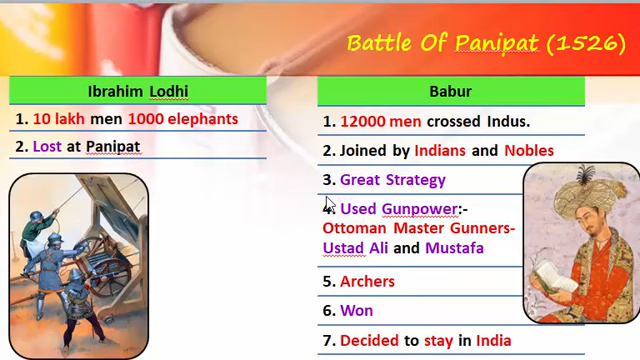 Battle Of Panipat (1526)
Ibrahim Lodhi
1. 10 lakh men 1000 elephants
2. Lost at Panipat
Babur
1. 12000 men crossed Indus.
2. Joined by Indians and Nobles
3. Great Strategy
4. Used Gunpower:-
Ottoman Master Gunners-
Ustad Ali and Mustafa
5. Archers
6. Won
7. Decided to stay in India